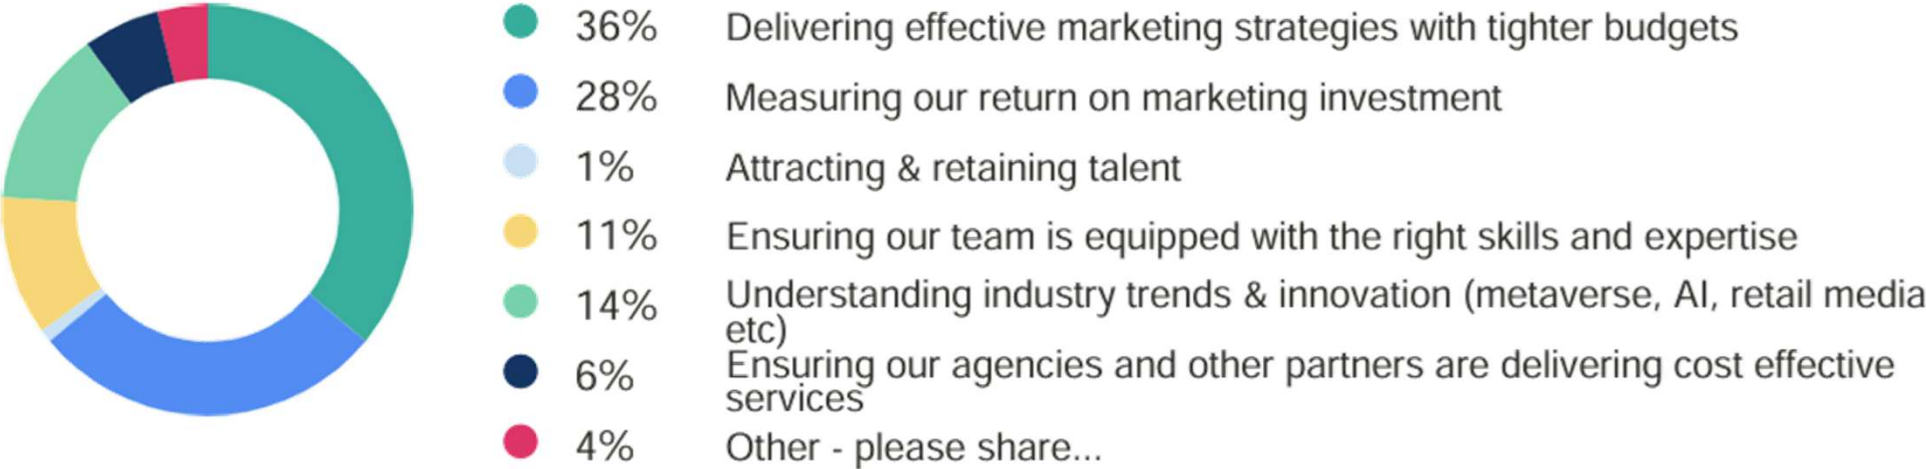 36% Delivering effective marketing strategies with tighter budgets
28% Measuring our return on marketing investment
1% Attracting & retaining talent
11% Ensuring our team is equipped with the right skills and expertise
14% Understanding industry trends & innovation (metaverse, AI, retail media
etc)
6% Ensuring our agencies and other partners are delivering cost effective
services
4% Other - please share...